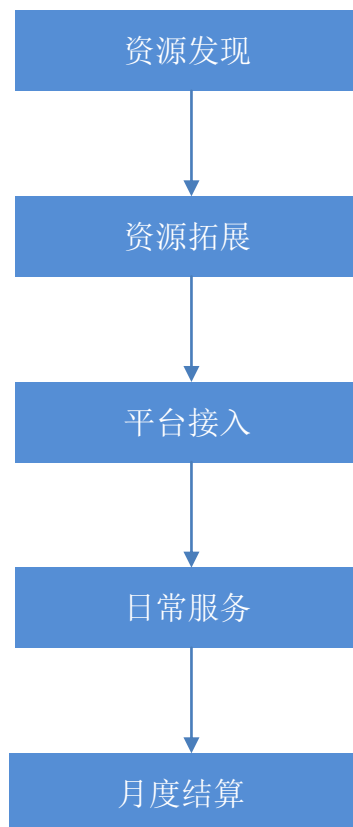 资源发现
资源拓展
平台接入
日常服务
月度结算